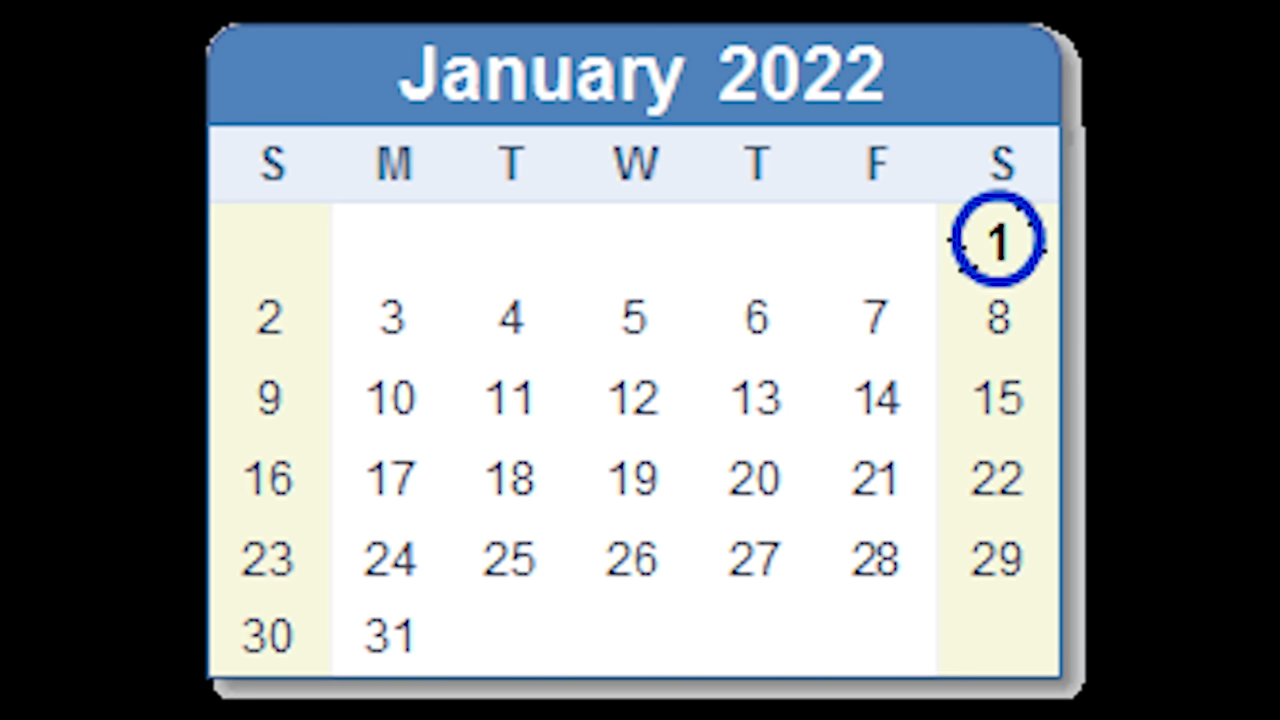 January 2022
S M T W T F S
1
2 3 4 5 6 7 8
9 10 11 12 13 14 15
16 17 18 19 20 21 22
23 24 25 26 27 28 29
30 31